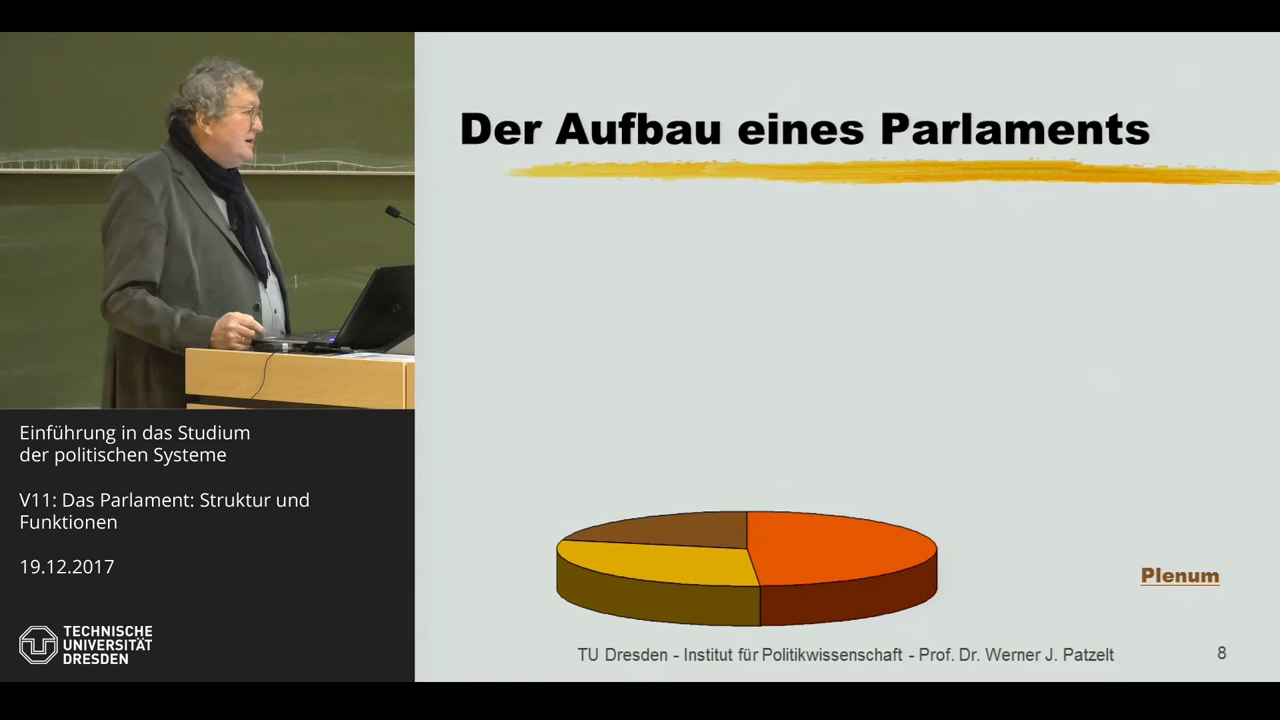 Der Aufbau eines Parlaments
Einführung in das Studium
der politischen Systeme
V11: Das Parlament: Struktur und
Funktionen
19.12.2017
TECHNISCHE
UNIVERSITÄT
DRESDEN
Plenum
TU Dresden - Institut für Politikwissenschaft - Prof. Dr. Werner J. Patzelt
8